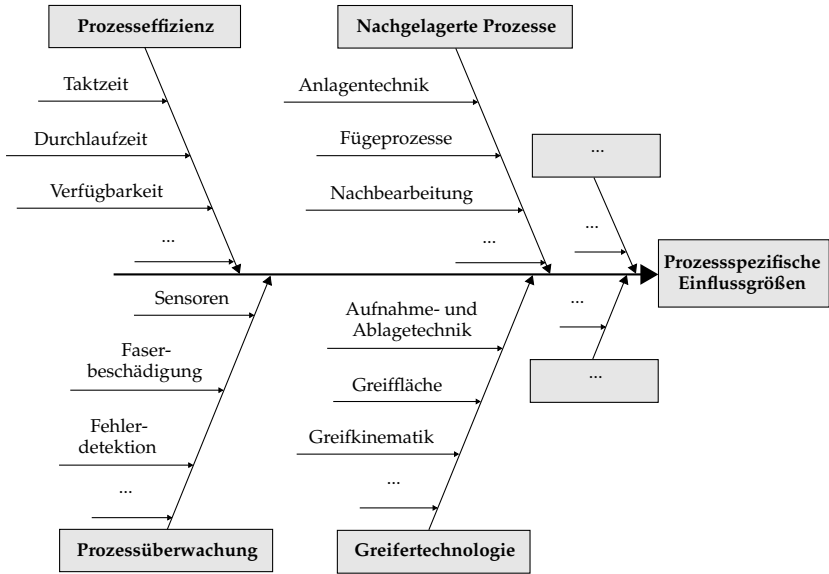 Prozesseffizienz
Taktzeit
Durchlaufzeit
Verfügbarkeit
...
Nachgelagerte Prozesse
Anlagentechnik
Fügeprozesse
Nachbearbeitung
...
...
...
Prozessspezifische
Einflussgrößen
Sensoren
Faser-
beschädigung
Fehler-
detektion
...
Prozessüberwachung
Aufnahme- und
Ablagetechnik
Greiffläche
Greifkinematik
...
Greifertechnologie
...
...